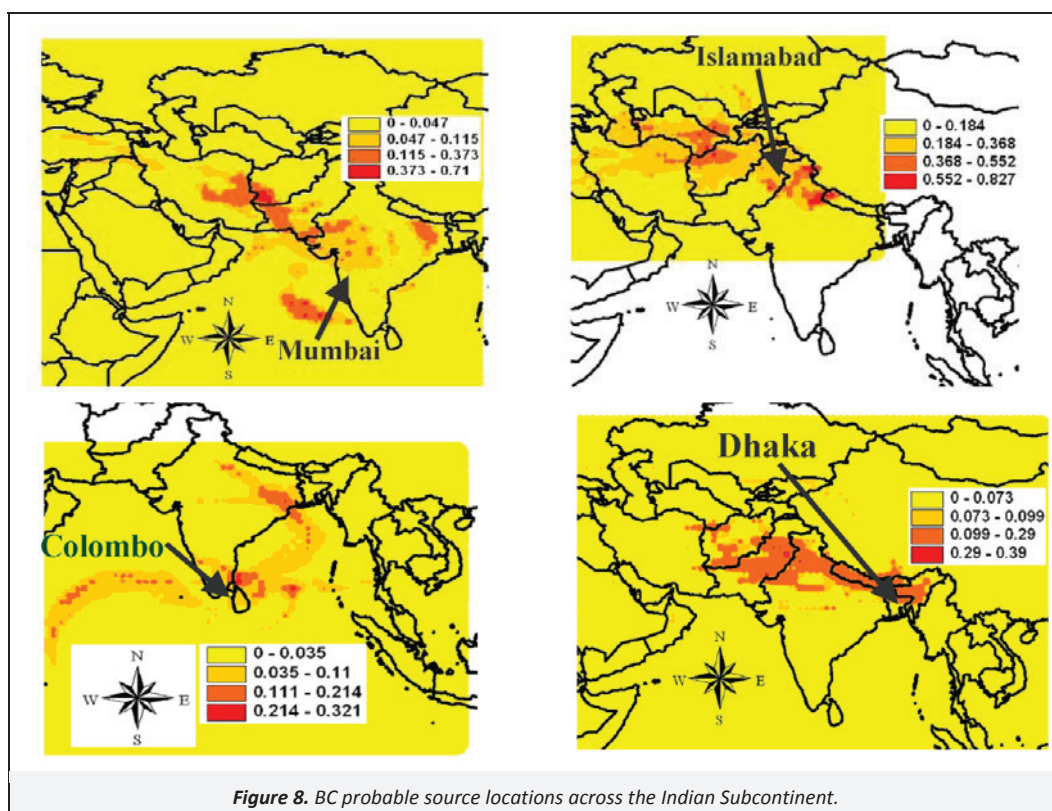 0 - 0.047
0.047 - 0.115
0.115 - 0.373
0.373 - 0.71
N
W E
S
Mumbai
Islamabad
0 - 0.184
0.184 - 0.368
0.368 - 0.552
0.552 - 0.827
N
W E
S
Colombo
N
W E
S
0 - 0.035
0.035 - 0.11
0.111 - 0.214
0.214 - 0.321
Dhaka
0 - 0.073
0.073 - 0.099
0.099 - 0.29
0.29 - 0.39
N
W E
S
Figure 8. BC probable source locations across the Indian Subcontinent.